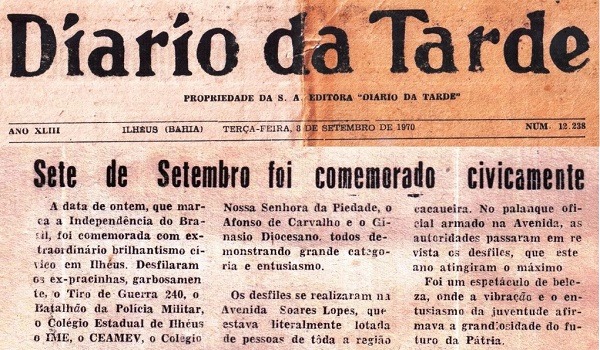 Diario da Tarde
PROPRIEDADE DA S. A. EDITORA "DIARIO DA TARDE"
ANO XLIII ILHÉUS (BAHIA) TERÇA-FEIRA, 8 DE SETEMBRO DE 1970 NUM. 12.238
Sete de Setembro foi comemorado civicamente
A data de ontem, que mar-
ca a Independência do Bra-
sil, foi comemorada com ex-
traordinário brilhantismo cí-
vico em Ilhéus. Desfilaram
os ex-pracinhas, garbosamen-
te, o Tiro de Guerra 240, o
Batalhão da Polícia Militar,
o Colégio Estadual de Ilhéus
o IME, o CEAMEV, o Colégio
Nossa Senhora da Piedade, o
o Afonso de Carvalho e o Gi-
nasio Diocesano, todos de-
monstrando grande catego-
ria e entusiasmo.
Os desfiles se realizaram na
Avenida Soares Lopes, que
estava literalmente lotada
de pessoas de tôda a região
cacaueira. No palanque ofi-
cial armado na Avenida, as
autoridades passaram em re
vista os desfiles, que este
ano atingiram o máximo
Foi um espetáculo de bele-
za, onde a vibração e o en-
tusiasmo da juventude afir-
mava a grandiosidade do fu-
turo da Pátria.